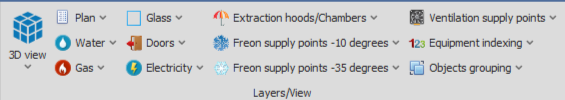 Plan
Glass
Extraction hoods/Chambers
Ventilation supply points
Water
Doors
Freon supply points -10 degrees
123 Equipment indexing
3D view
Gas
Electricity
Freon supply points -35 degrees
Objects grouping
Layers/View